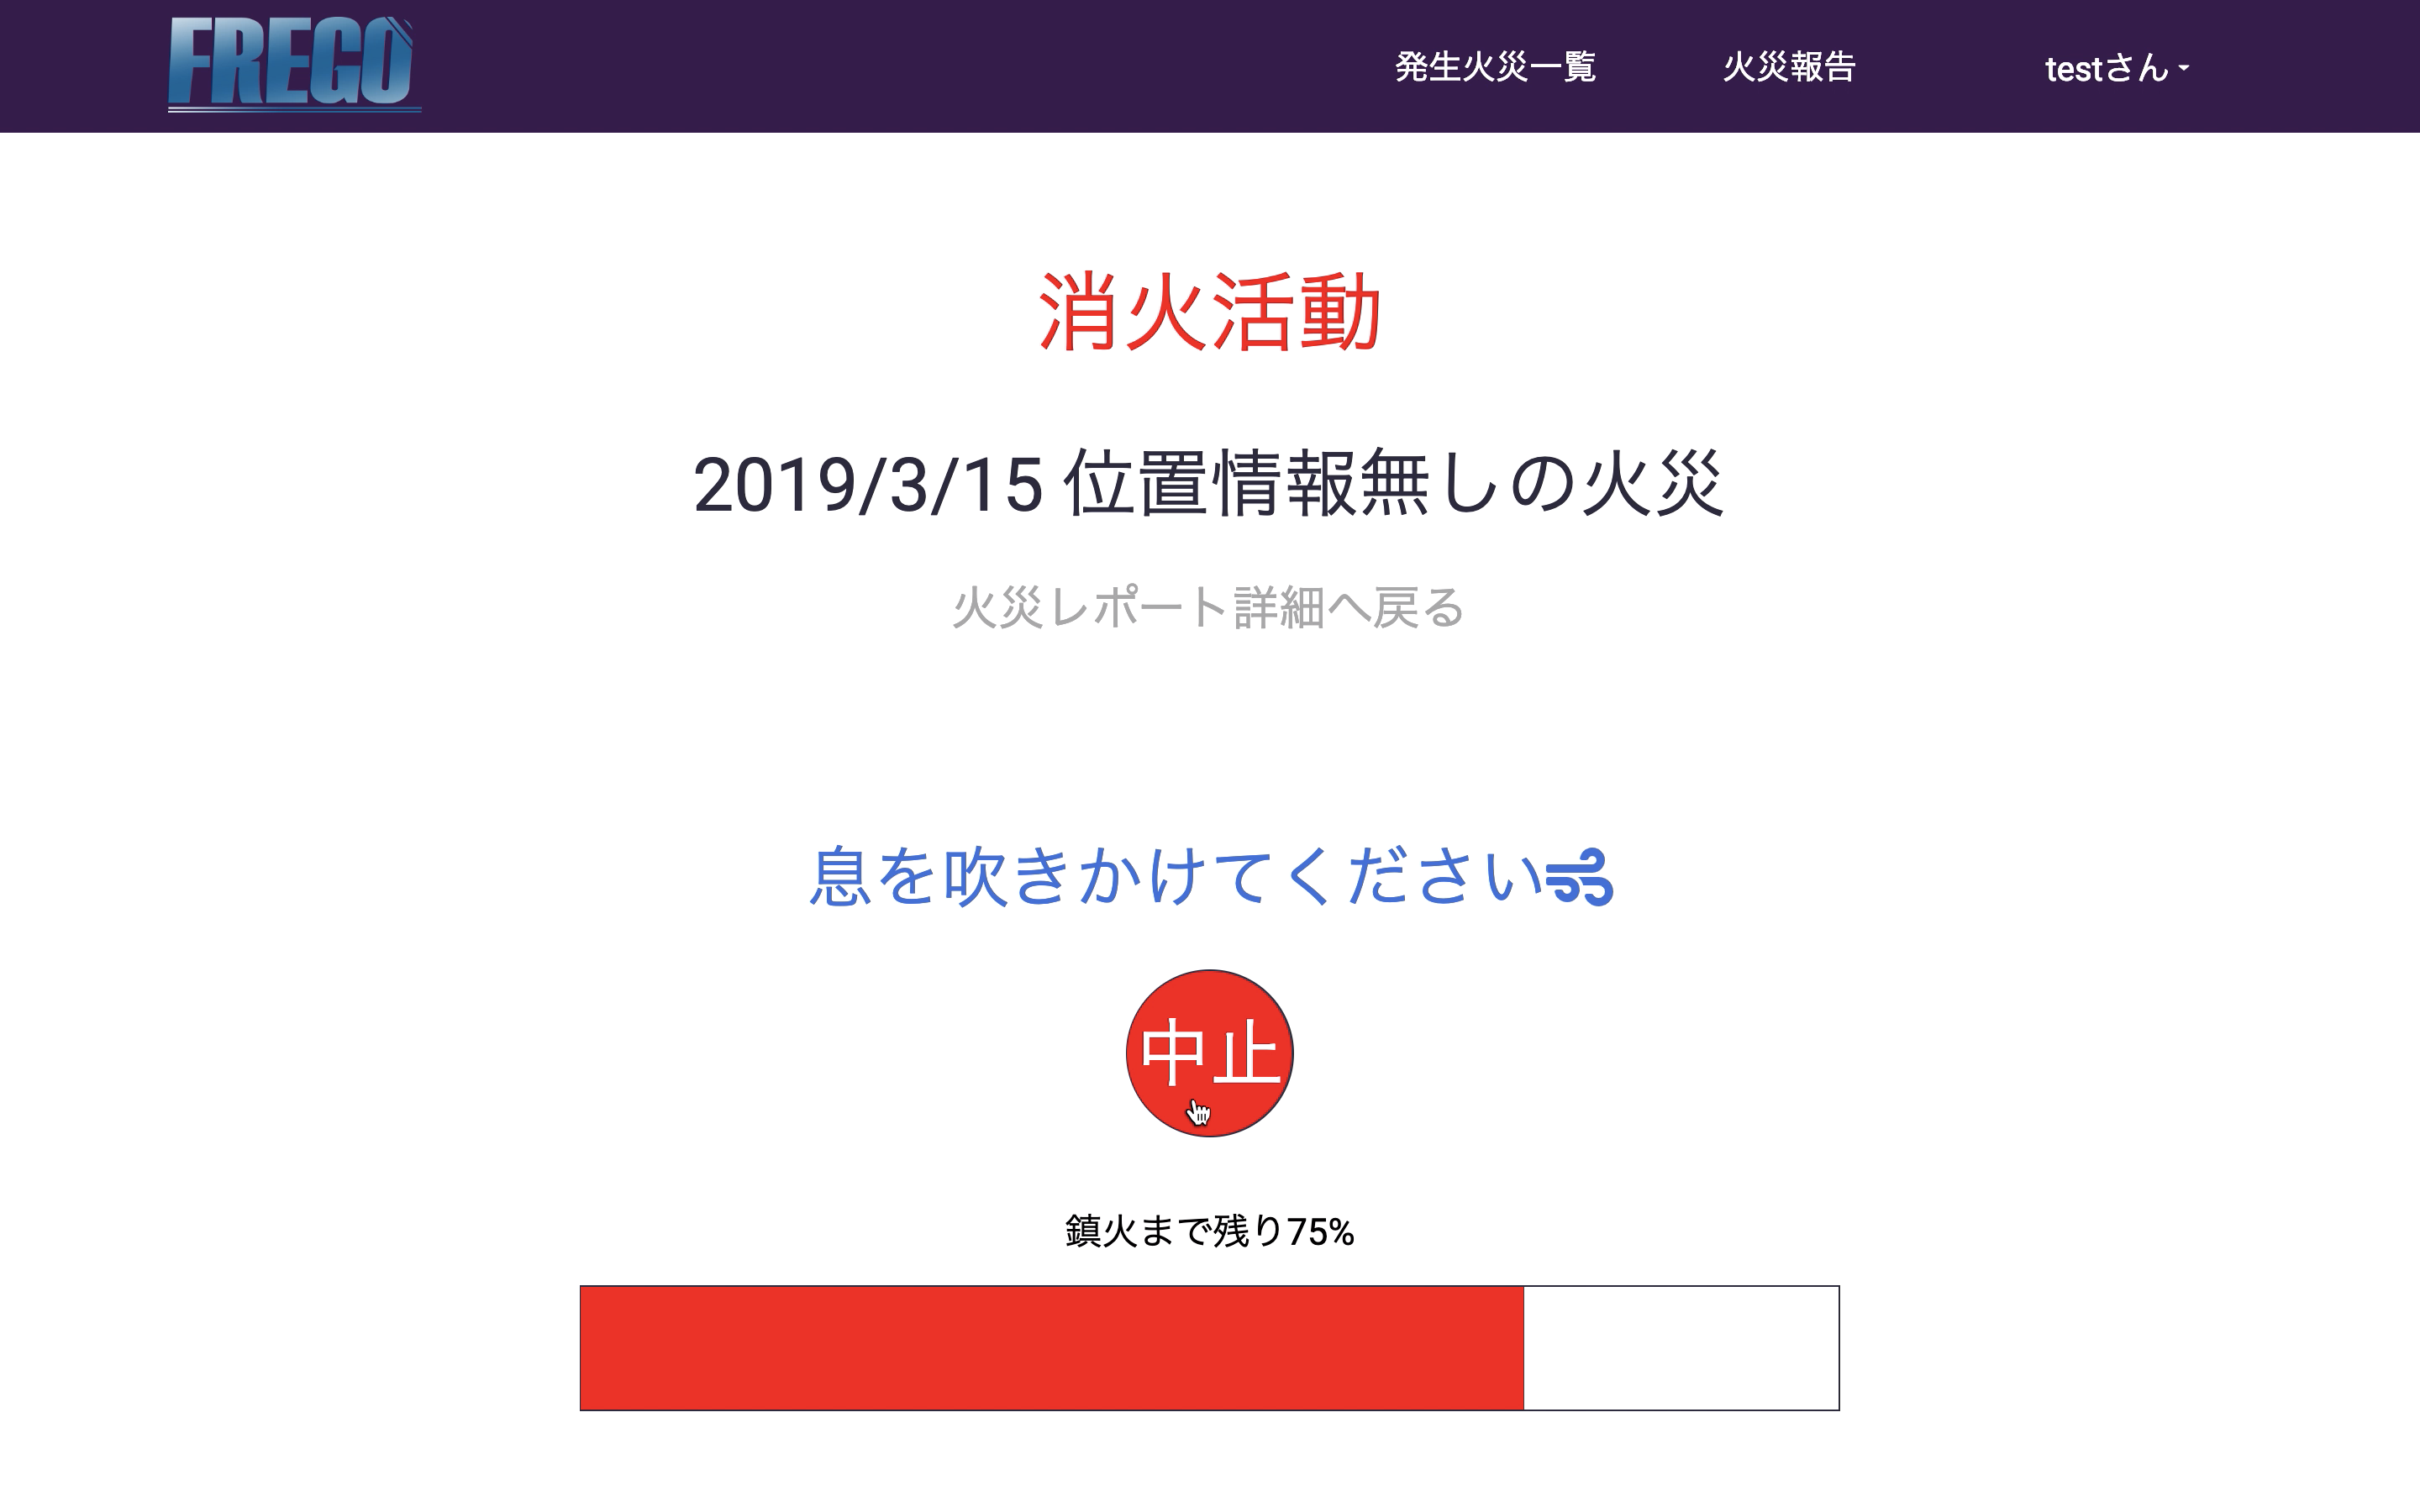 FREGO
発生火災一覧
火災報告
testさん
消火活動
2019/3/15 位置情報無しの火災
火災レポート詳細へ戻る
息を吹きかけてください
中止
鎮火まで残り75%